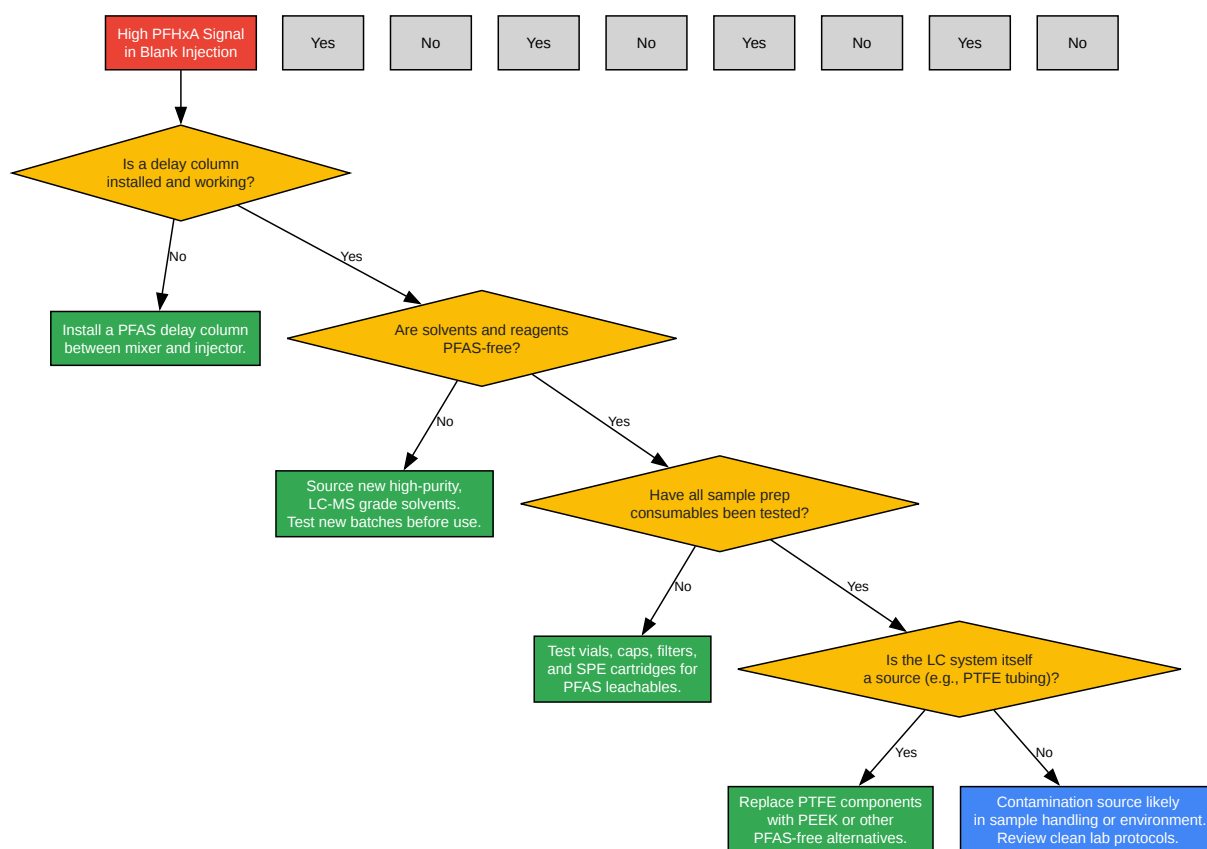 High PFHxA Signal
in Blank Injection
Yes
No
Yes
No
Yes
No
Yes
No
Is a delay column
installed and working?
No
Yes
Install a PFAS delay column
between mixer and injector.
Are solvents and reagents
PFAS-free?
No
Yes
Source new high-purity,
LC-MS grade solvents.
Test new batches before use.
Have all sample prep
consumables been tested?
No
Yes
Test vials, caps, filters,
and SPE cartridges for
PFAS leachables.
Is the LC system itself
a source (e.g., PTFE tubing)?
Yes
No
Replace PTFE components
with PEEK or other
PFAS-free alternatives.
Contamination source likely
in sample handling or environment.
Review clean lab protocols.